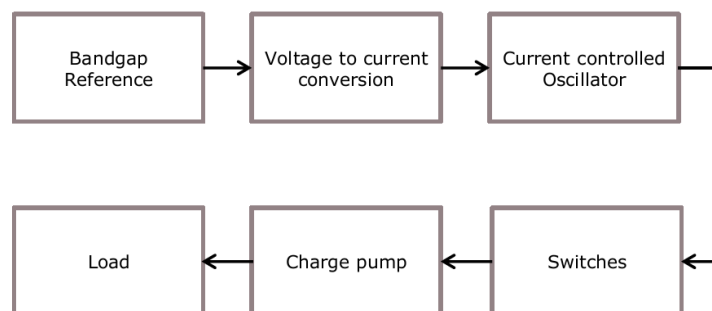 Bandgap
Reference
Voltage to current
conversion
Current controlled
Oscillator
Load
Charge pump
Switches